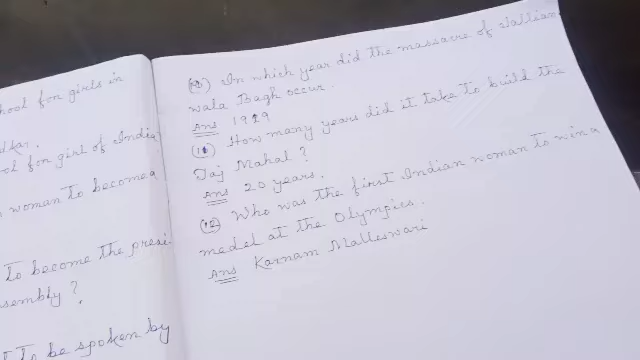 hool for girls in
dkar.
ol for girl of India
woman to become a
to become the presi
sembly?
t to be spoken by
(10) In which year did the massacre of Jallian
wala Bagh occur.
Ans 1919
(11) How many years did it take to build the
Taj Mahal?
Ans 20 years.
(12) Who was the first Indian woman to win a
medel at the Olympics.
Ans Karnam Malleswari